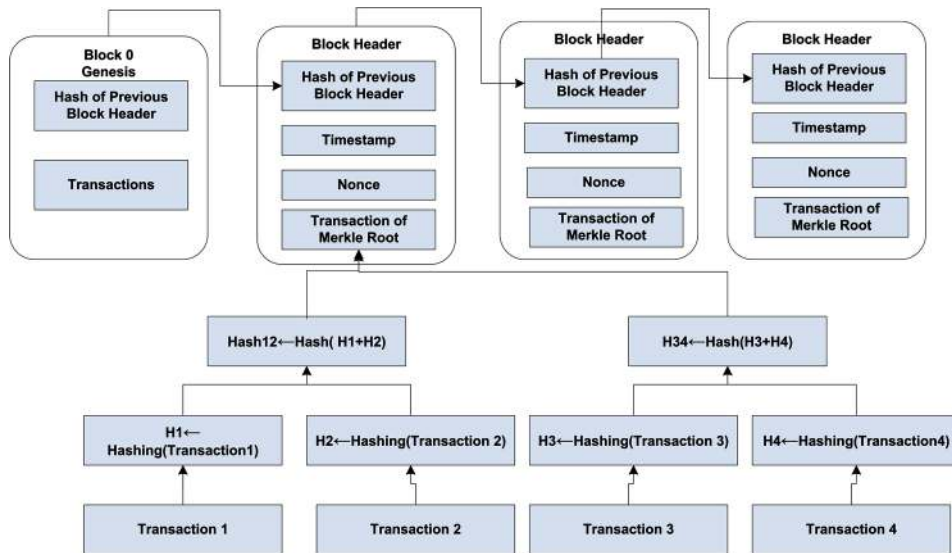 Block 0
Genesis
Hash of Previous
Block Header
Transactions
Block Header
Hash of Previous
Block Header
Timestamp
Nonce
Transaction of
Merkle Root
Block Header
Hash of Previous
Block Header
Timestamp
Nonce
Transaction of
Merkle Root
Block Header
Hash of Previous
Block Header
Timestamp
Nonce
Transaction of
Merkle Root
Hash12←Hash( H1+H2)
H34←Hash(H3+H4)
H1←
Hashing(Transaction1)
H2←Hashing(Transaction 2)
H3←Hashing(Transaction 3)
H4←Hashing(Transaction4)
Transaction 1
Transaction 2
Transaction 3
Transaction 4